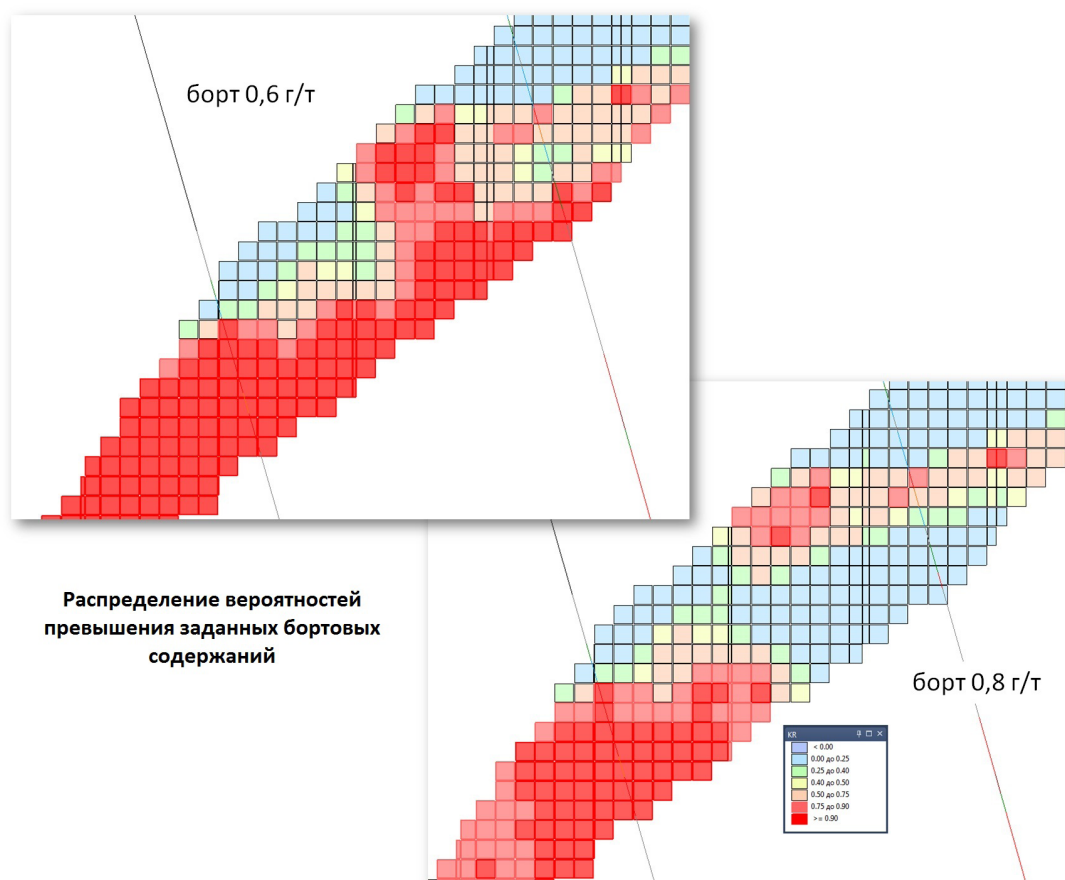 борт 0,6 г/т
Распределение вероятностей
превышения заданных бортовых
содержаний
борт 0,8 г/т
KR
< 0.00
0.00 до 0.25
0.25 до 0.40
0.40 до 0.50
0.50 до 0.75
0.75 до 0.90
>= 0.90